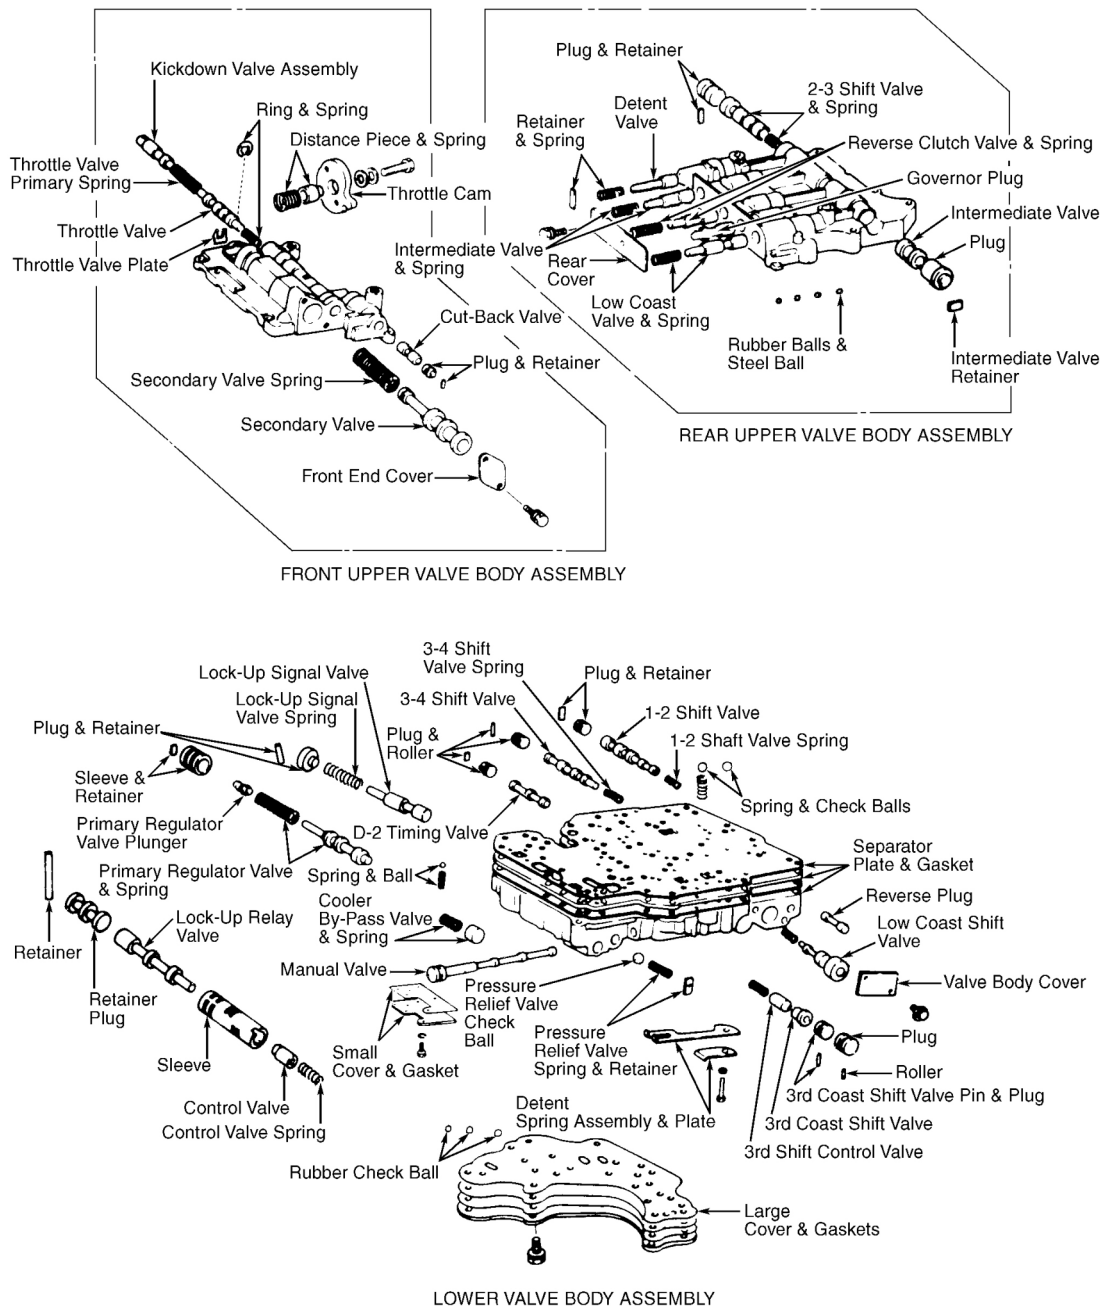 Kickdown Valve Assembly
Ring & Spring
Distance Piece & Spring
Throttle Valve
Primary Spring
Throttle Cam
Throttle Valve
Throttle Valve Plate
Cut-Back Valve
Plug & Retainer
Secondary Valve Spring
Secondary Valve
Front End Cover
FRONT UPPER VALVE BODY ASSEMBLY
Plug & Retainer
2-3 Shift Valve
& Spring
Detent
Valve
Retainer
& Spring
Reverse Clutch Valve & Spring
Governor Plug
Intermediate Valve
Plug
Intermediate Valve
& Spring
Rear
Cover
Low Coast
Valve & Spring
Rubber Balls &
Steel Ball
Intermediate Valve
Retainer
REAR UPPER VALVE BODY ASSEMBLY
3-4 Shift
Valve Spring
Lock-Up Signal Valve
Plug & Retainer
Lock-Up Signal
Valve Spring
3-4 Shift Valve
1-2 Shift Valve
Plug & Retainer
Plug &
Roller
1-2 Shaft Valve Spring
Sleeve &
Retainer
Spring & Check Balls
Primary Regulator
Valve Plunger
D-2 Timing Valve
Separator
Plate & Gasket
Primary Regulator Valve
& Spring
Spring & Ball
Reverse Plug
Cooler
By-Pass Valve
& Spring
Lock-Up Relay
Valve
Low Coast Shift
Valve
Retainer
Manual Valve
Pressure
Relief Valve
Check
Ball
Valve Body Cover
Retainer
Plug
Pressure
Relief Valve
Spring & Retainer
Plug
Small
Cover & Gasket
Sleeve
Roller
3rd Coast Shift Valve Pin & Plug
Control Valve
Detent
Spring Assembly & Plate
3rd Coast Shift Valve
Control Valve Spring
3rd Shift Control Valve
Rubber Check Ball
Large
Cover & Gaskets
LOWER VALVE BODY ASSEMBLY